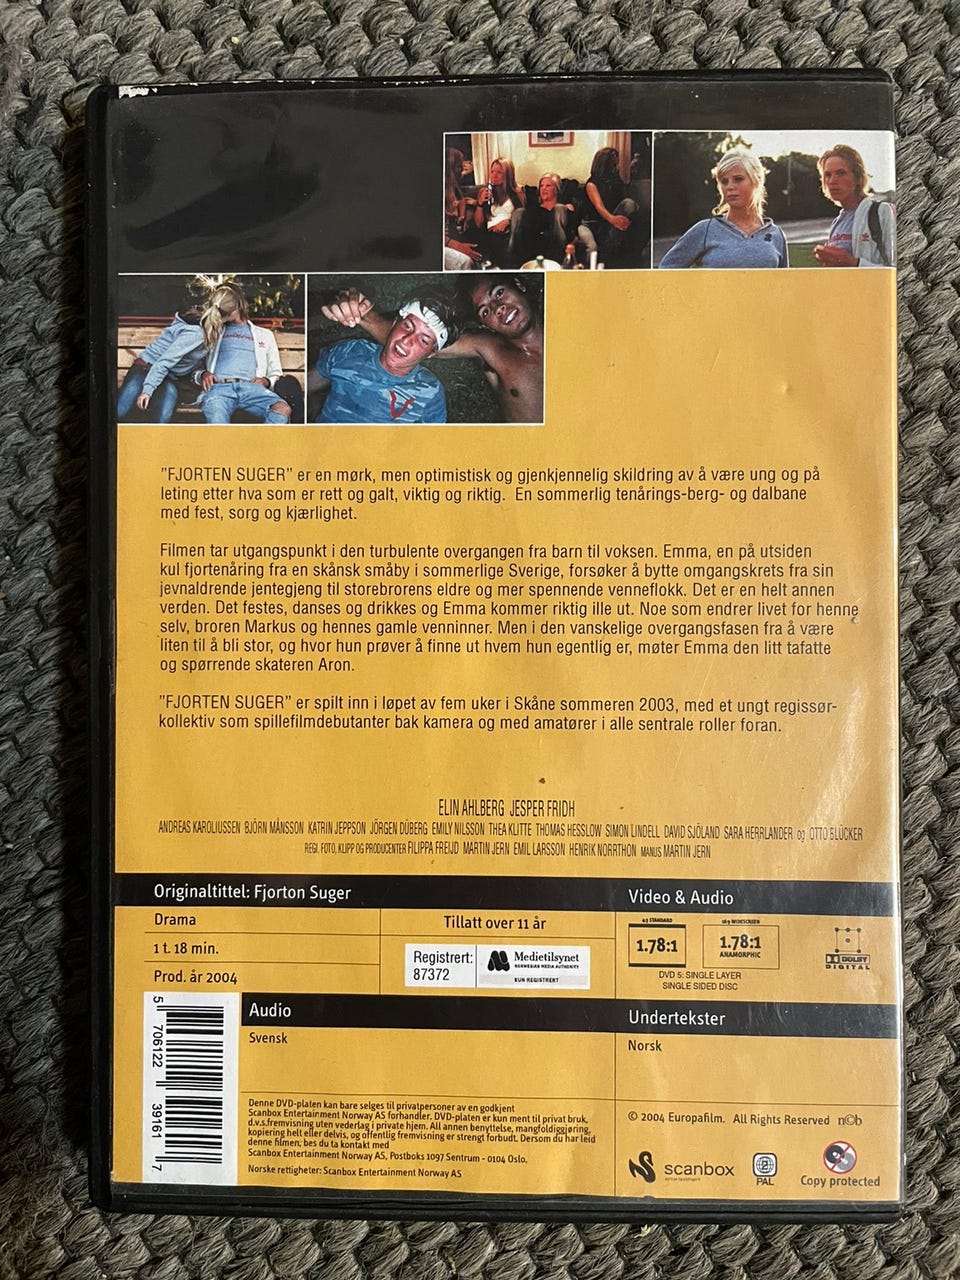 "FJORTEN SUGER" er en mørk, men optimistisk og gjenkjennelig skildring av å være ung og på
leting etter hva som er rett og galt, viktig og riktig. En sommerlig tenårings-berg- og dalbane
med fest, sorg og kjærlighet.
Filmen tar utgangspunkt i den turbulente overgangen fra barn til voksen. Emma, en på utsiden
kul fjortenåring fra en skånsk småby i sommerlige Sverige, forsøker å bytte omgangskrets fra sin
jevnaldrende jentegjeng til storebrorens eldre og mer spennende venneflokk. Det er en helt annen
verden. Det festes, danses og drikkes og Emma kommer riktig ille ut. Noe som endrer livet for henne
selv, broren Markus og hennes gamle venninner. Men i den vanskelige overgangsfasen fra å være
liten til å bli stor, og hvor hun prøver å finne ut hvem hun egentlig er, møter Emma den litt tafatte
og spørrende skateren Aron.
"FJORTEN SUGER" er spilt inn i løpet av fem uker i Skåne sommeren 2003, med et ungt regissør-
kollektiv som spillefilmdebutanter bak kamera og med amatører i alle sentrale roller foran.
ELIN AHLBERG JESPER FRIDH
ANDREAS KAROLIUSSEN BJÖRN MÅNSSON KATRIN JEPPSON JÖRGEN DÜBERG EMILY NILSSON THEA KLITTE THOMAS HESSLOW SIMON LINDELL DAVID SJÖLAND SARA HERRLANDER og OTTO BLÜCKER
REGI, FOTO, KLIPP OG PRODUCENTER FILIPPA FREIJD MARTIN JERN EMIL LARSSON HENRIK NORRTHON MANUS MARTIN JERN
Originaltittel: Fjorton Suger
Drama
1 t. 18 min.
Prod. år 2004
Tillatt over 11 år
Registrert:
87372
Medietilsynet
NORWEGIAN MEDIA AUTHORITY
KUN REGISTRERT
Video & Audio
4:3 STANDARD
1.78:1
16:9 WIDESCREEN
1.78:1
ANAMORPHIC
DVD 5: SINGLE LAYER
SINGLE SIDED DISC
DOLBY
DIGITAL
Audio
Svensk
Undertekster
Norsk
5 706122 39161 7
Denne DVD-platen kan bare selges til privatpersoner av en godkjent
Scanbox Entertainment Norway AS forhandler. DVD-platen er kun ment til privat bruk,
d.v.s.fremvisning uten vederlag i private hjem. All annen benyttelse, mangfoldiggjøring,
kopiering helt eller delvis, og offentlig fremvisning er strengt forbudt. Dersom du har leid
denne filmen; bes du ta kontakt med
Scanbox Entertainment Norway AS, Postboks 1097 Sentrum - 0104 Oslo.
Norske rettigheter: Scanbox Entertainment Norway AS
© 2004 Europafilm. All Rights Reserved n©b
scanbox
ENTERTAINMENT
2
PAL
Copy protected